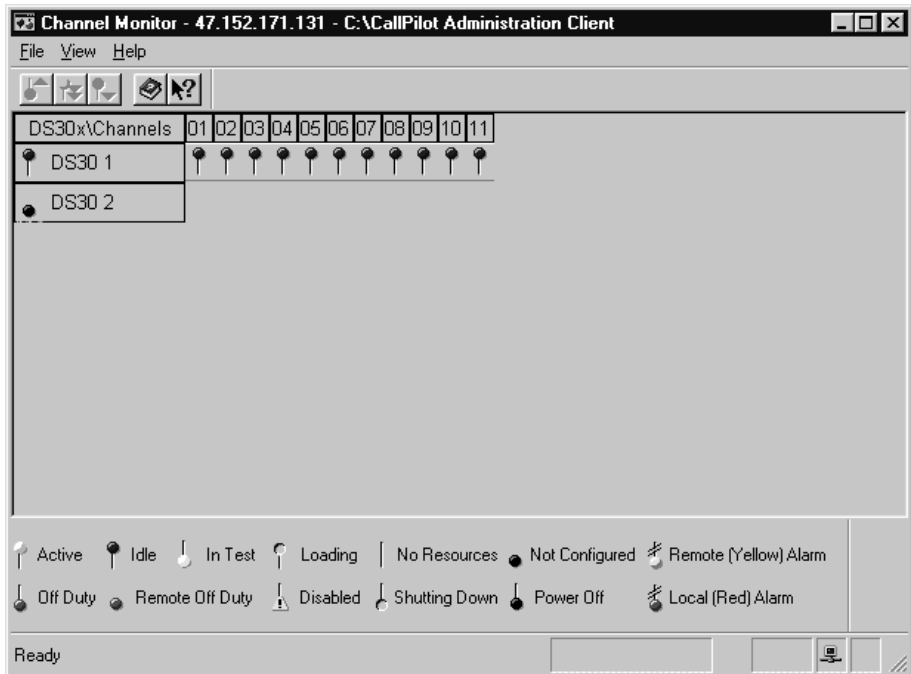 Channel Monitor - 47.152.171.131 - C:\CallPilot Administration Client
File View Help
DS30x\Channels 01 02 03 04 05 06 07 08 09 10 11
DS30 1
DS30 2
Active Idle In Test Loading No Resources Not Configured Remote (Yellow) Alarm
Off Duty Remote Off Duty Disabled Shutting Down Power Off Local (Red) Alarm
Ready